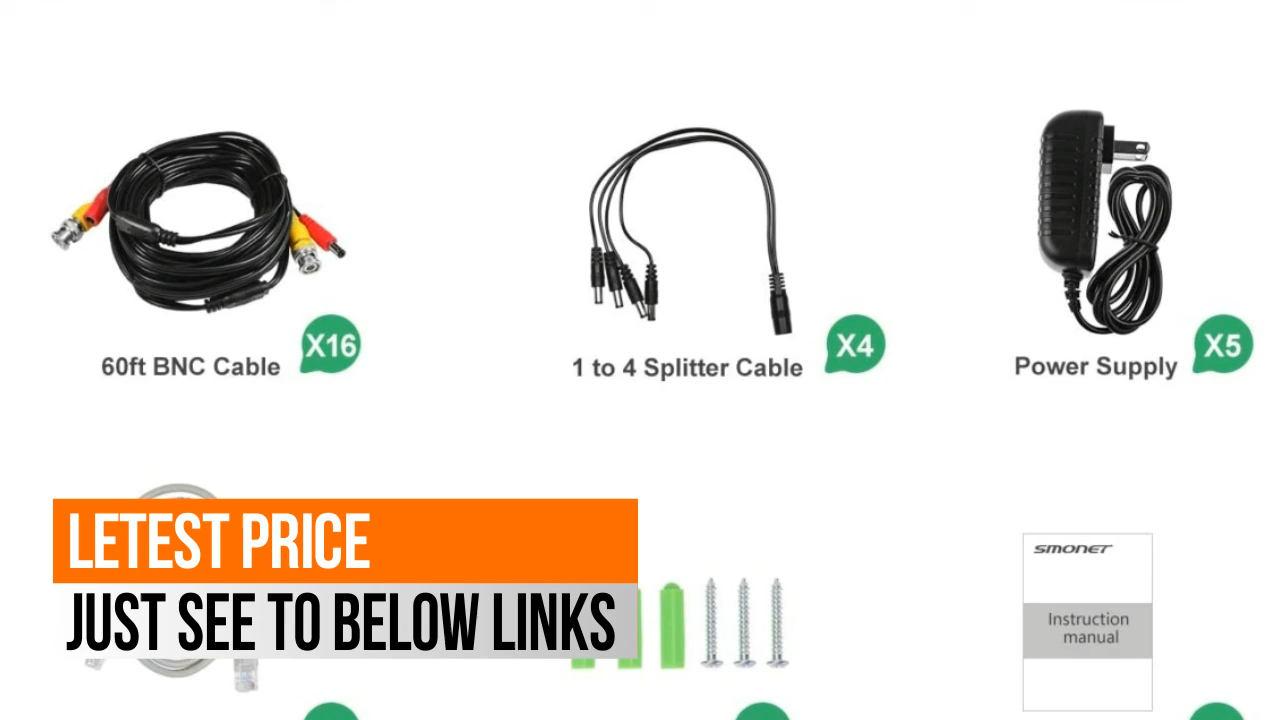 60ft BNC Cable
X16
1 to 4 Splitter Cable
X4
Power Supply
X5
LETEST PRICE
JUST SEE TO BELOW LINKS
SMONET
Instruction
manual